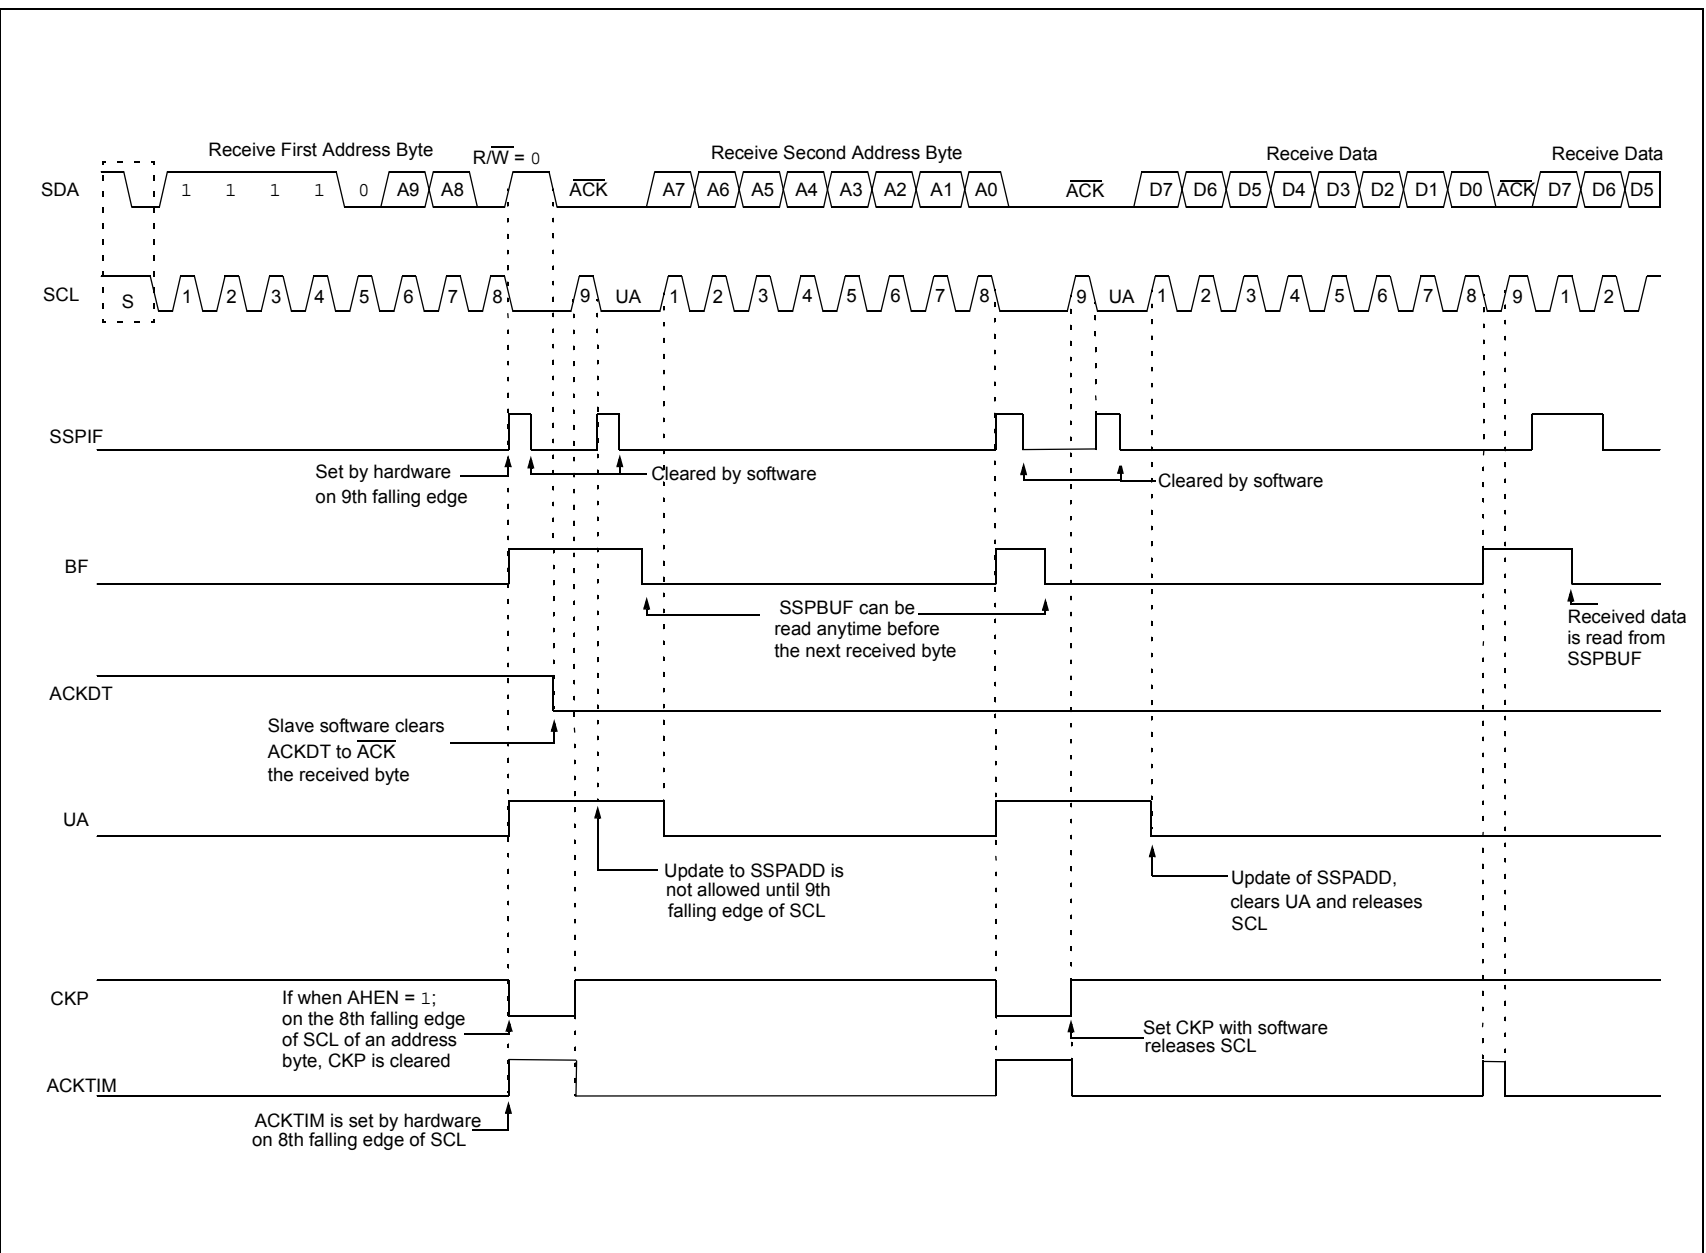 Receive First Address Byte
R/W = 0
Receive Second Address Byte
Receive Data
Receive Data
SDA
1 1 1 1 0 A9 A8
ACK
A7 A6 A5 A4 A3 A2 A1 A0
ACK
D7 D6 D5 D4 D3 D2 D1 D0
ACK
D7 D6 D5
SCL
S
1 2 3 4 5 6 7 8
9
UA
1 2 3 4 5 6 7 8
9
UA
1 2 3 4 5 6 7 8
9
1 2
SSPIF
Set by hardware
on 9th falling edge
Cleared by software
Cleared by software
BF
SSPBUF can be
read anytime before
the next received byte
Received data
is read from
SSPBUF
ACKDT
Slave software clears
ACKDT to ACK
the received byte
UA
Update to SSPADD is
not allowed until 9th
falling edge of SCL
Update of SSPADD,
clears UA and releases
SCL
CKP
If when AHEN = 1;
on the 8th falling edge
of SCL of an address
byte, CKP is cleared
Set CKP with software
releases SCL
ACKTIM
ACKTIM is set by hardware
on 8th falling edge of SCL